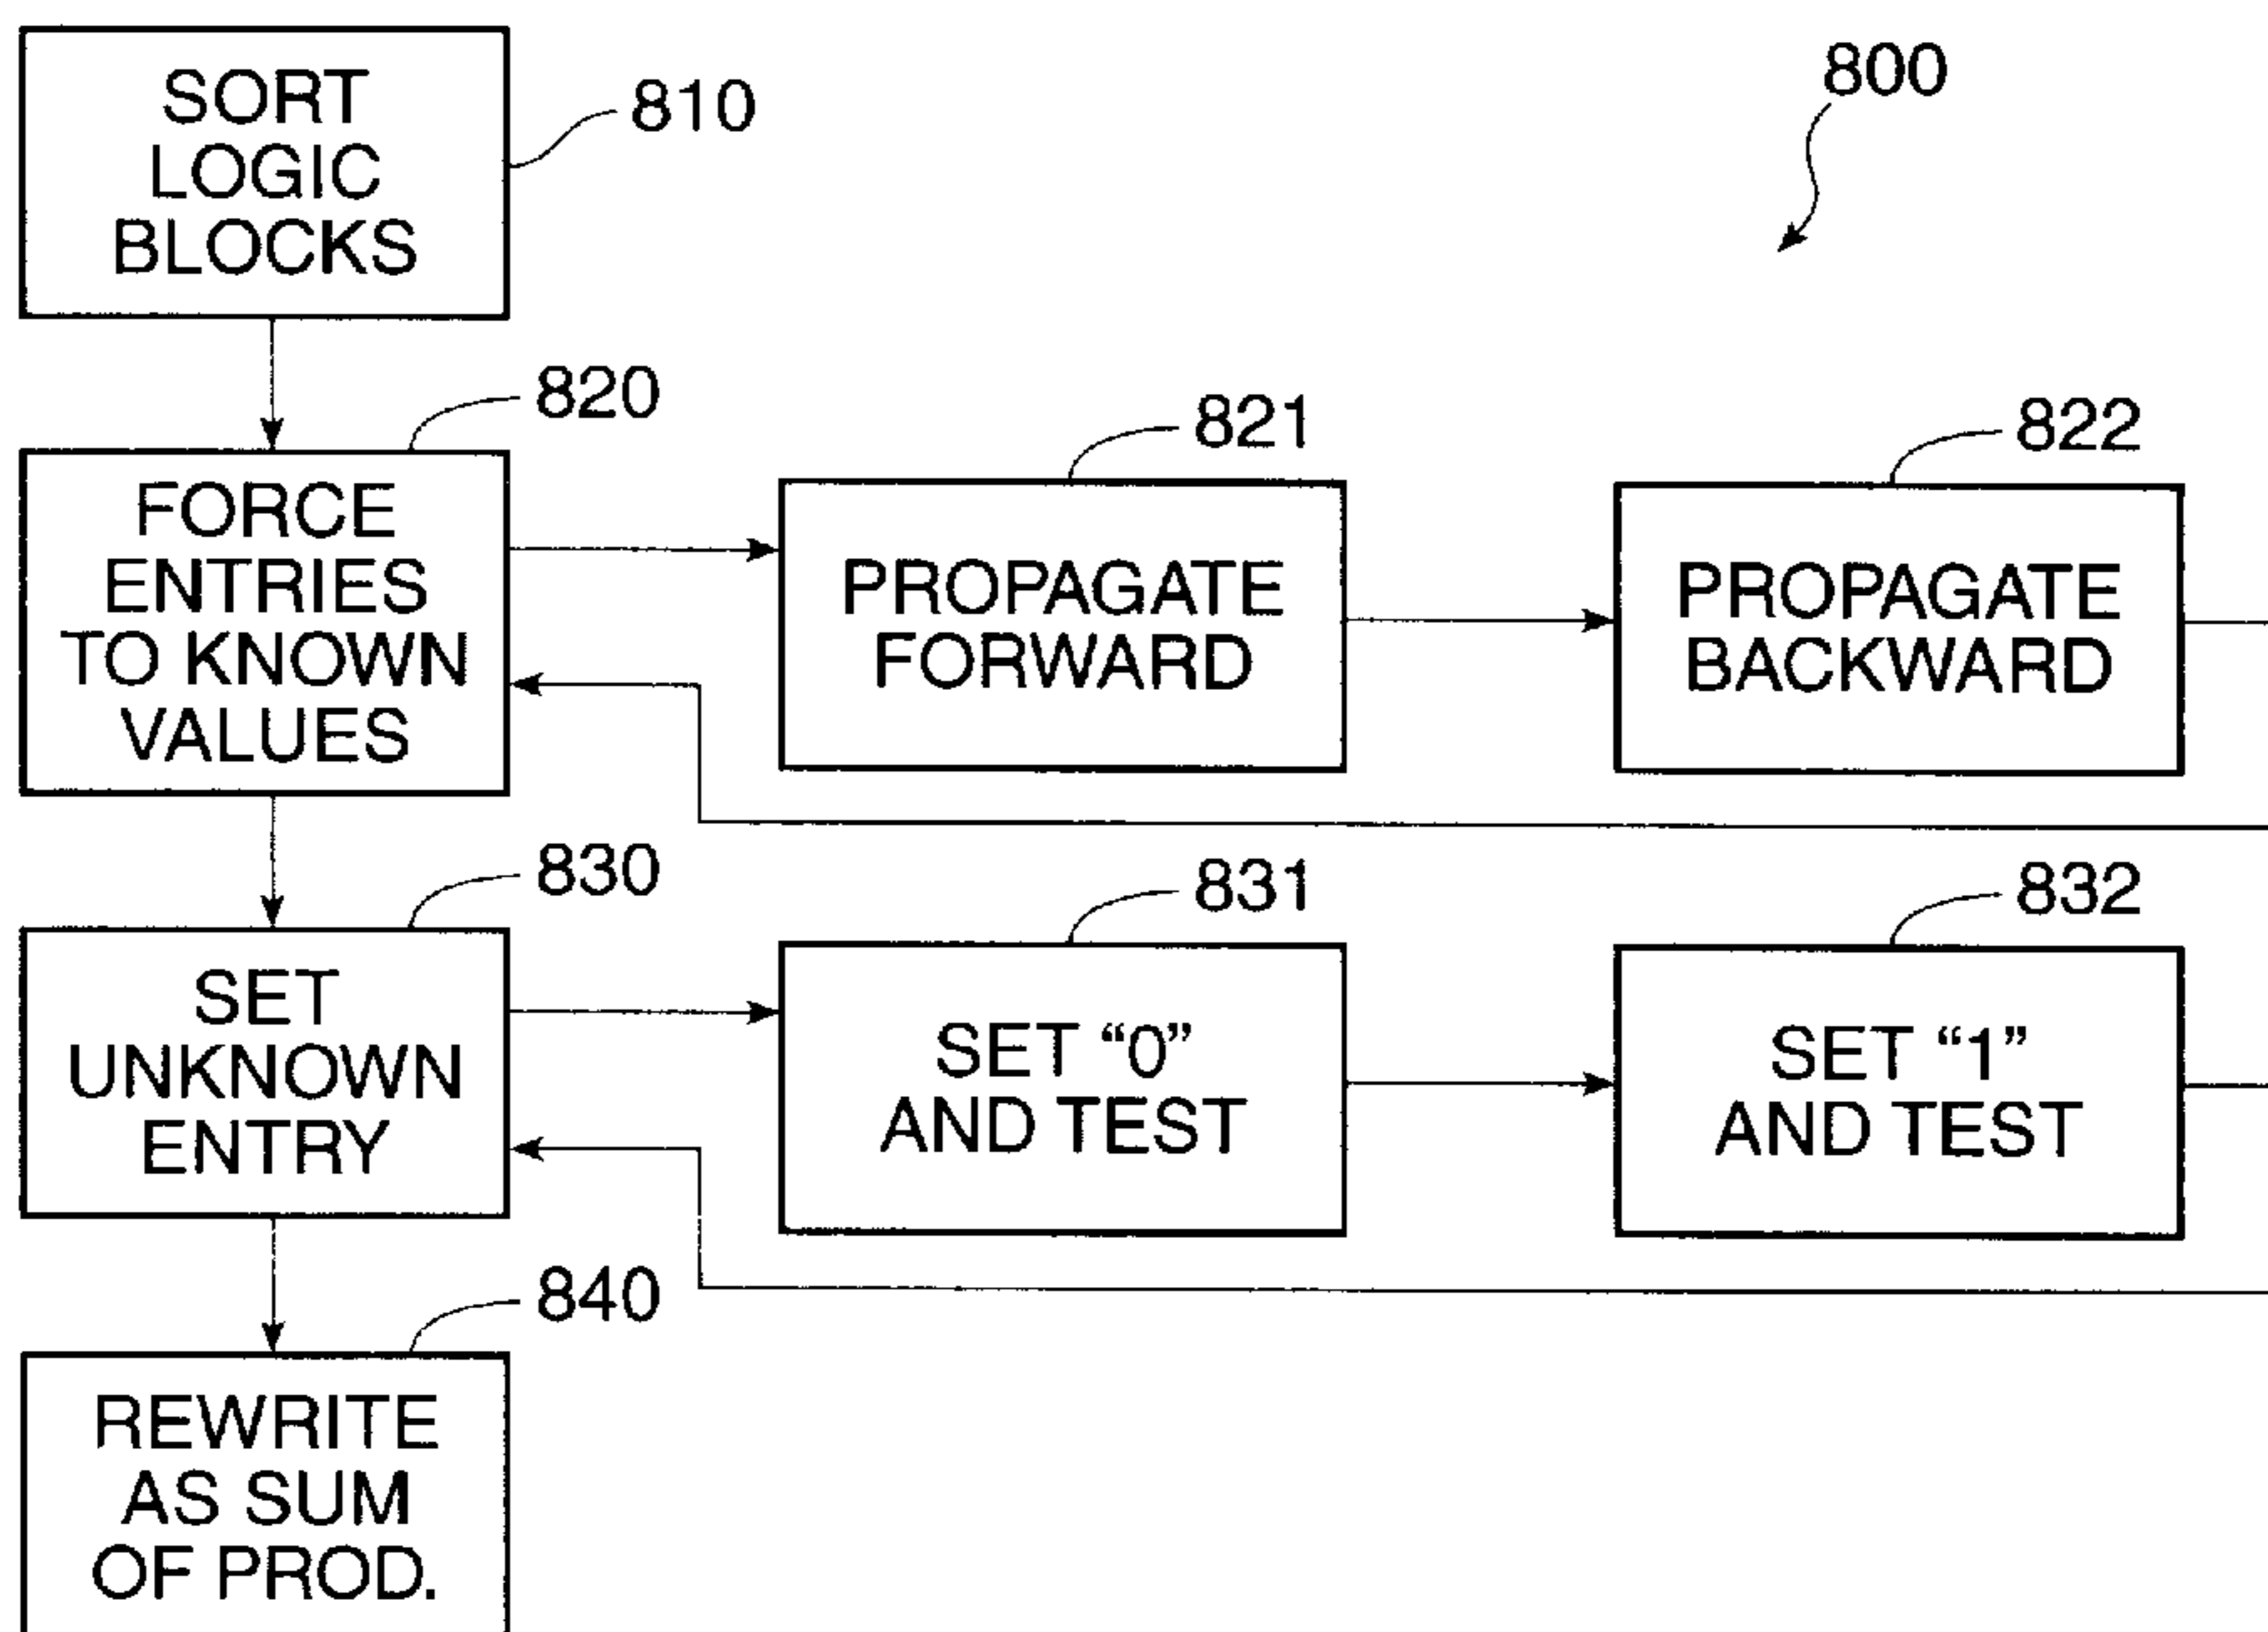 SORT
LOGIC
BLOCKS
810
800
820
FORCE
ENTRIES
TO KNOWN
VALUES
821
PROPAGATE
FORWARD
822
PROPAGATE
BACKWARD
830
SET
UNKNOWN
ENTRY
831
SET “0”
AND TEST
832
SET “1”
AND TEST
840
REWRITE
AS SUM
OF PROD.